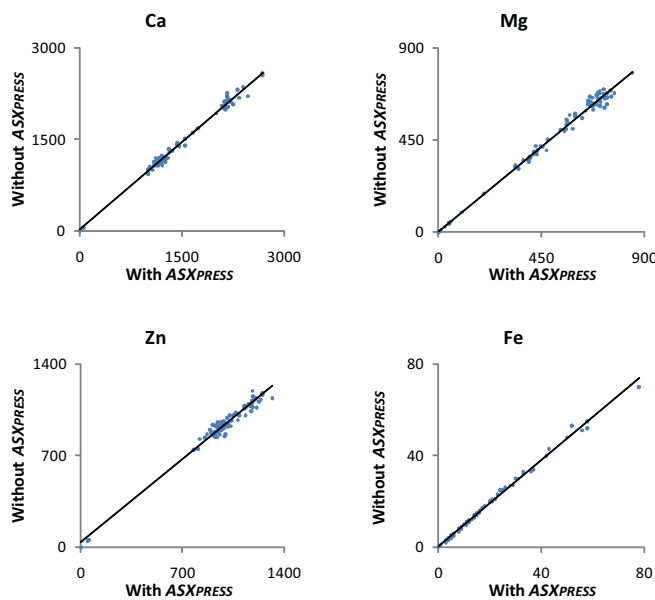 Ca
3000
1500
0
Without ASXPRESS
0 1500 3000
With ASXPRESS
Mg
900
450
0
Without ASXPRESS
0 450 900
With ASXPRESS
Zn
1400
700
0
Without ASXPRESS
0 700 1400
With ASXPRESS
Fe
80
40
0
Without ASXPRESS
0 40 80
With ASXPRESS